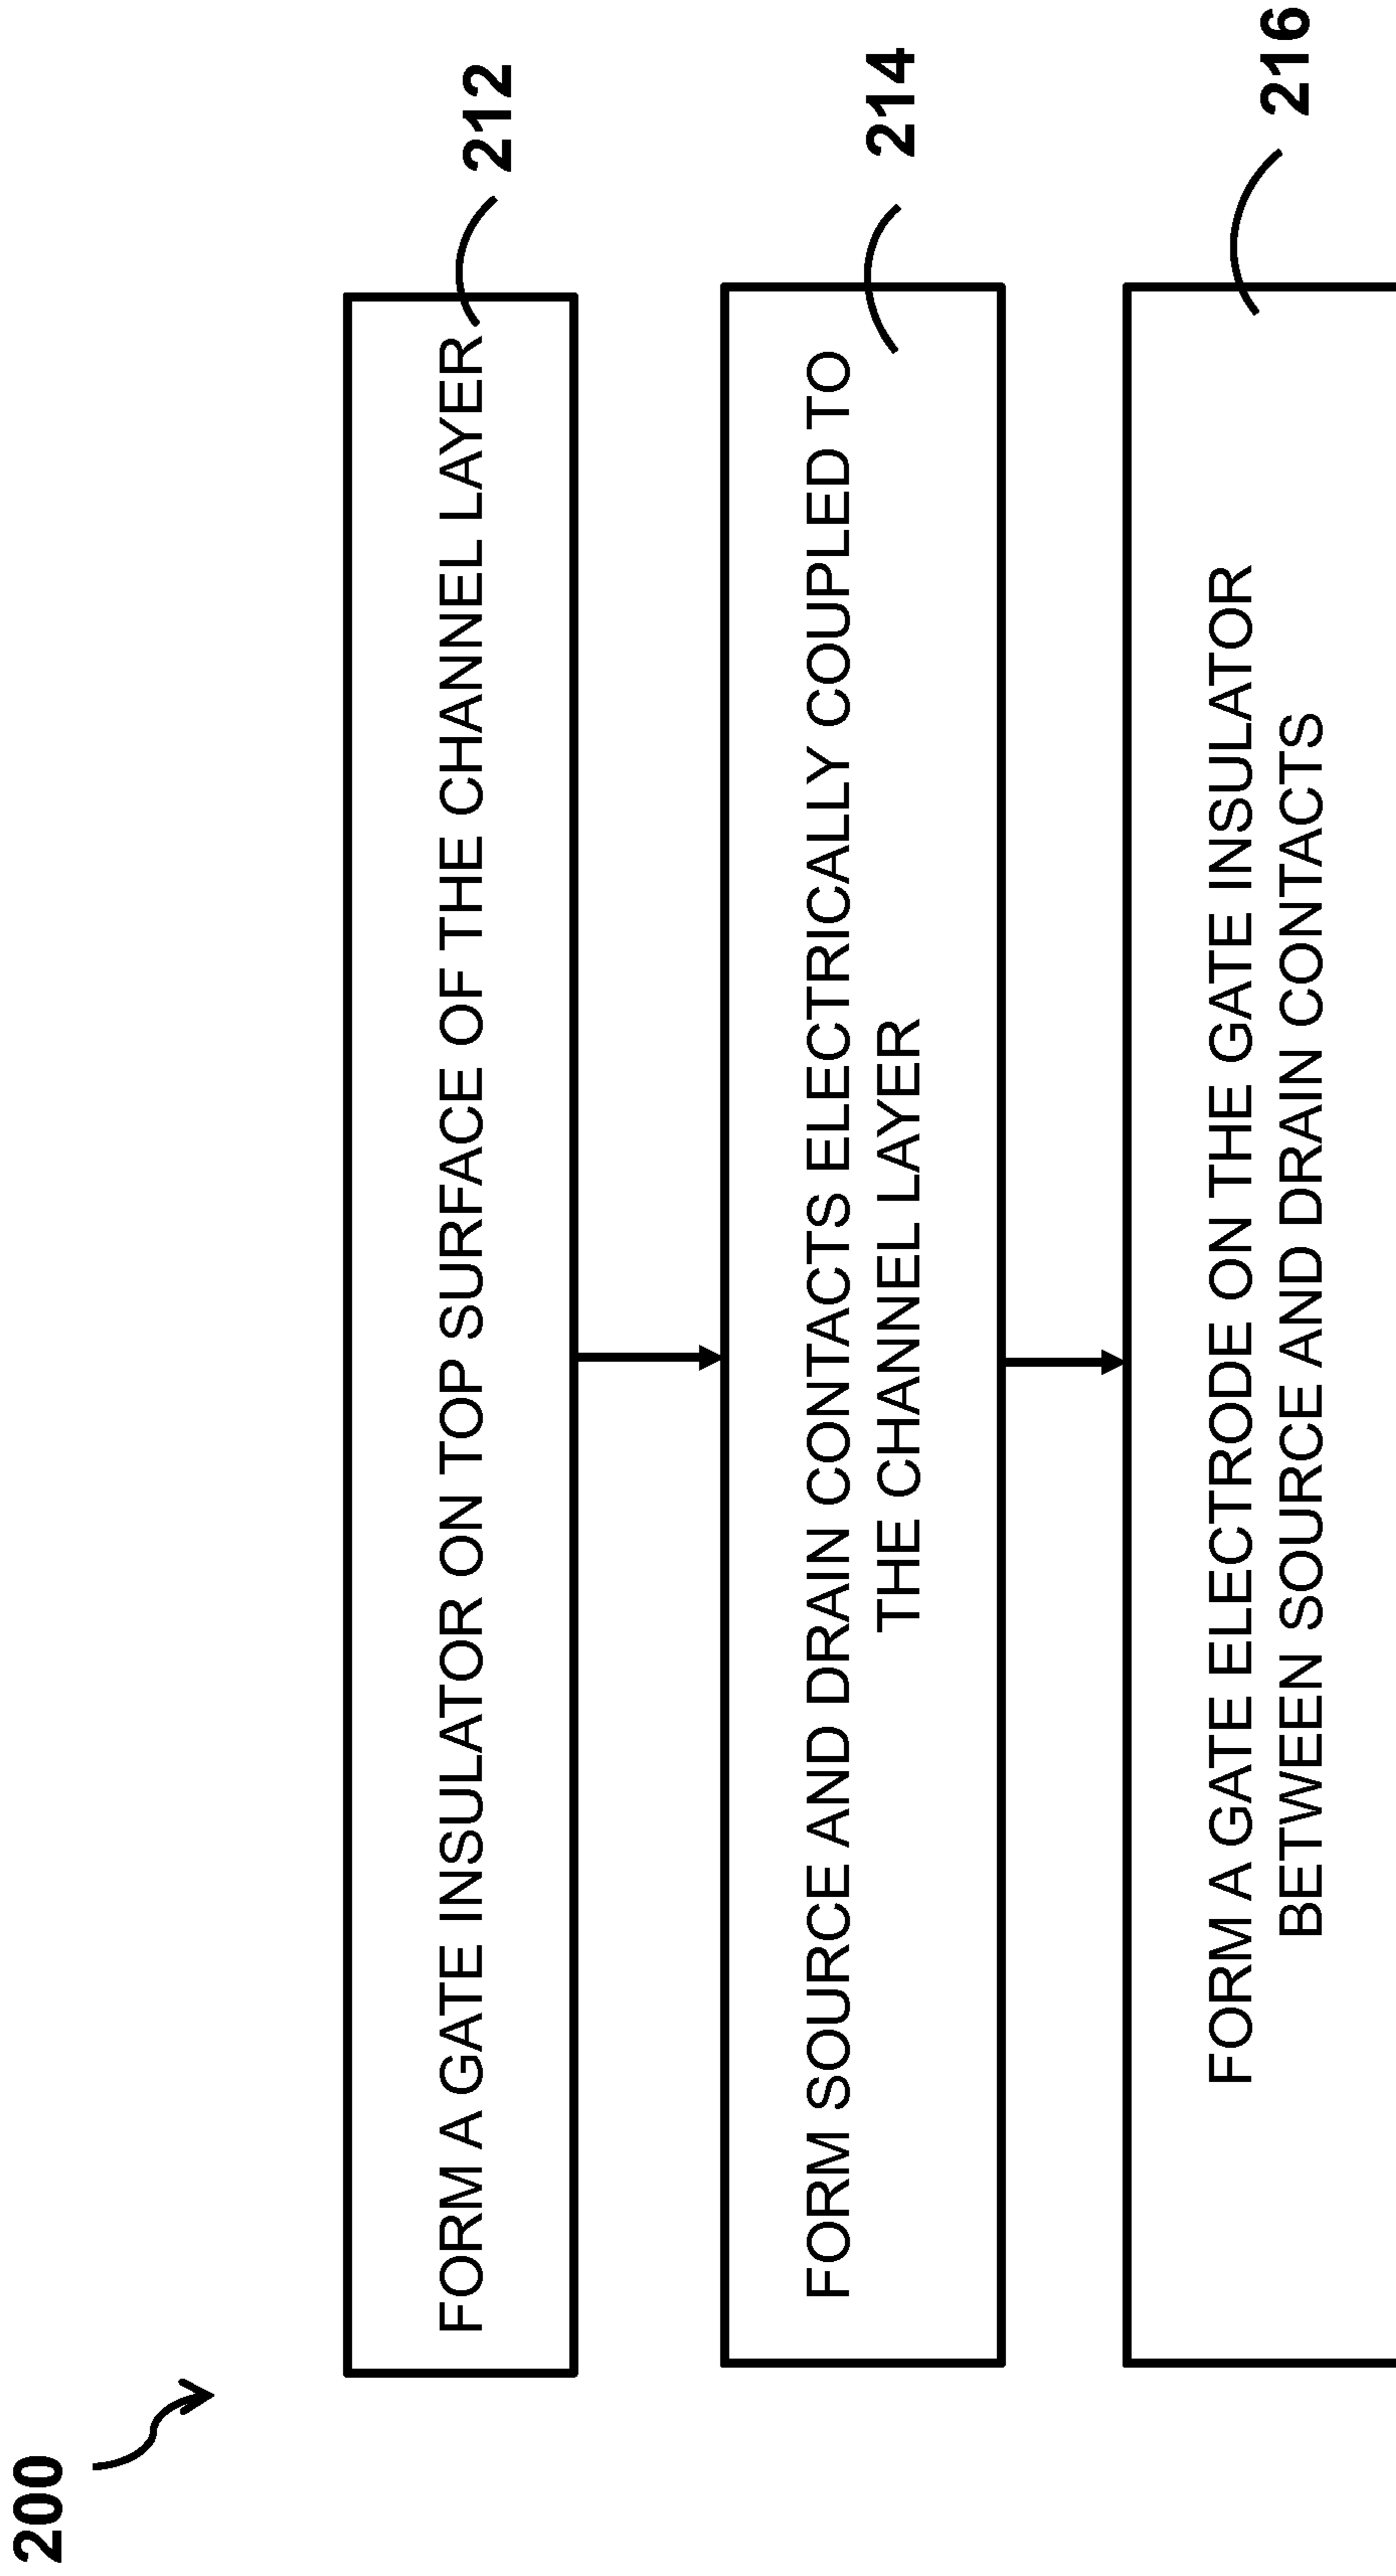 200
FORM A GATE INSULATOR ON TOP SURFACE OF THE CHANNEL LAYER
212
FORM SOURCE AND DRAIN CONTACTS ELECTRICALLY COUPLED TO
THE CHANNEL LAYER
214
FORM A GATE ELECTRODE ON THE GATE INSULATOR
BETWEEN SOURCE AND DRAIN CONTACTS
216